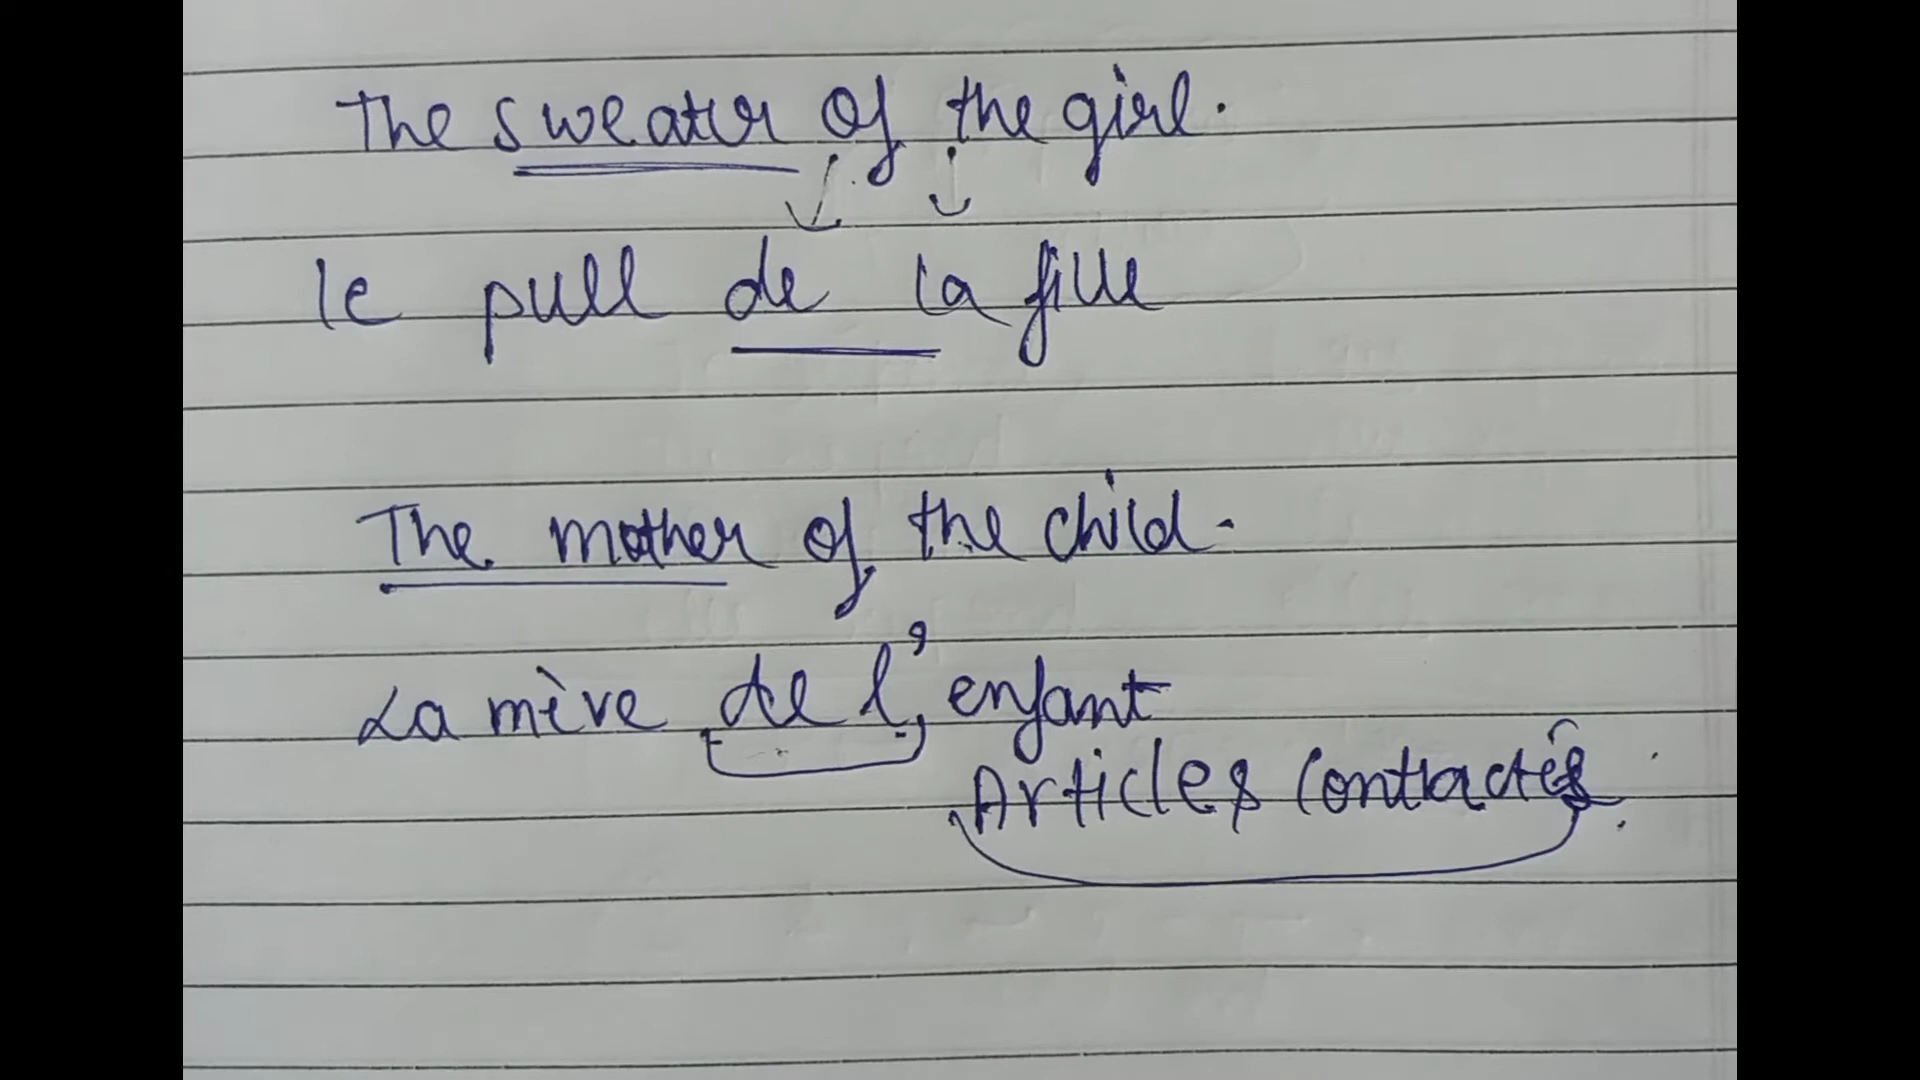 The sweater of the girl.
le pull de la fille
The mother of the child.
La mère de l'enfant
Articles Contractés